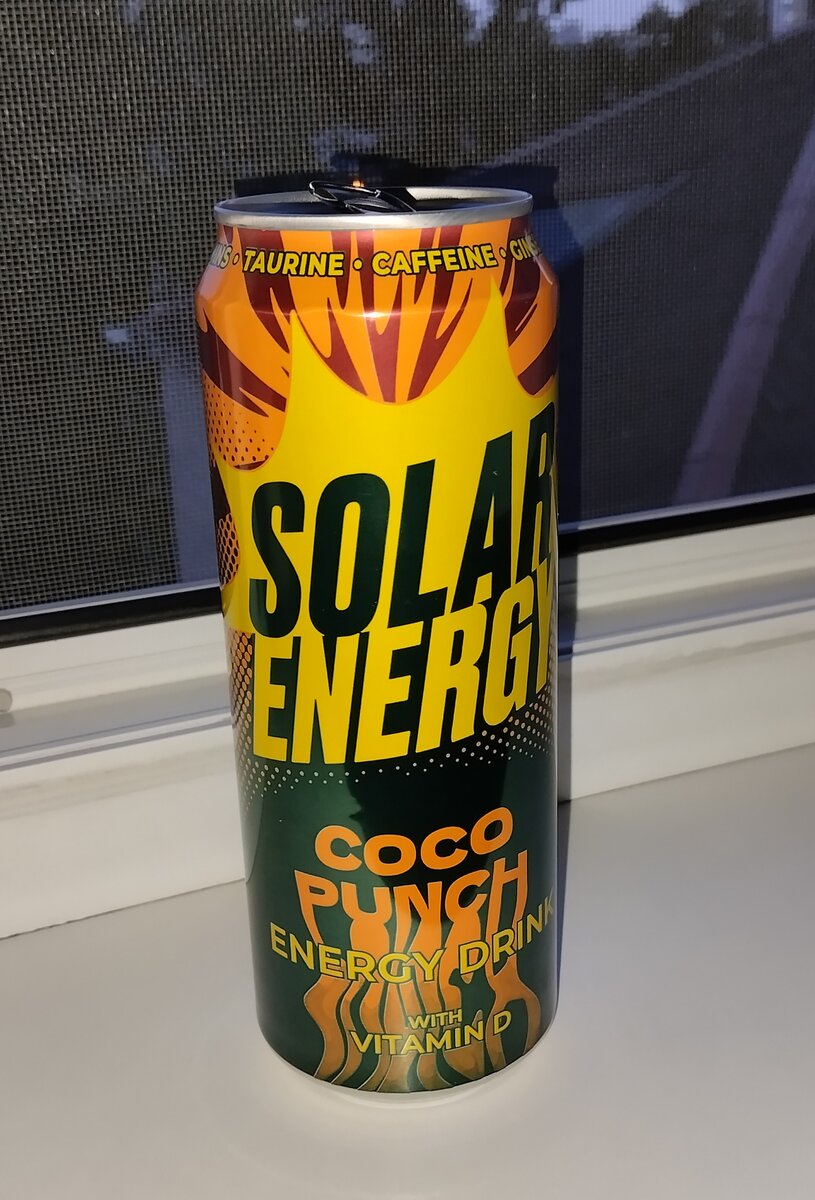 TAURINE • CAFFEINE •
SOLAR
ENERGY
COCO
PUNCH
ENERGY DRINK
WITH
VITAMIN D